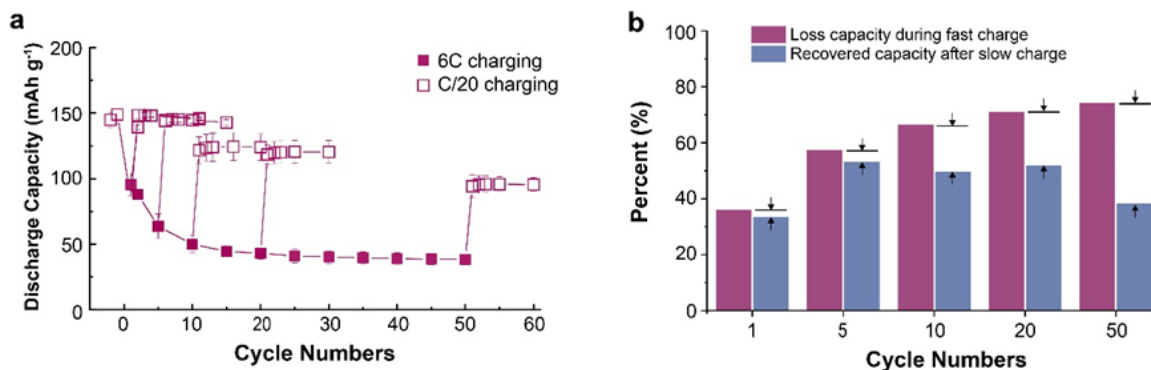 a
Discharge Capacity (mAh g⁻¹)
200
150
100
50
0
6C charging
C/20 charging
0 10 20 30 40 50 60
Cycle Numbers
b
Percent (%)
100
80
60
40
20
0
Loss capacity during fast charge
Recovered capacity after slow charge
1 5 10 20 50
Cycle Numbers